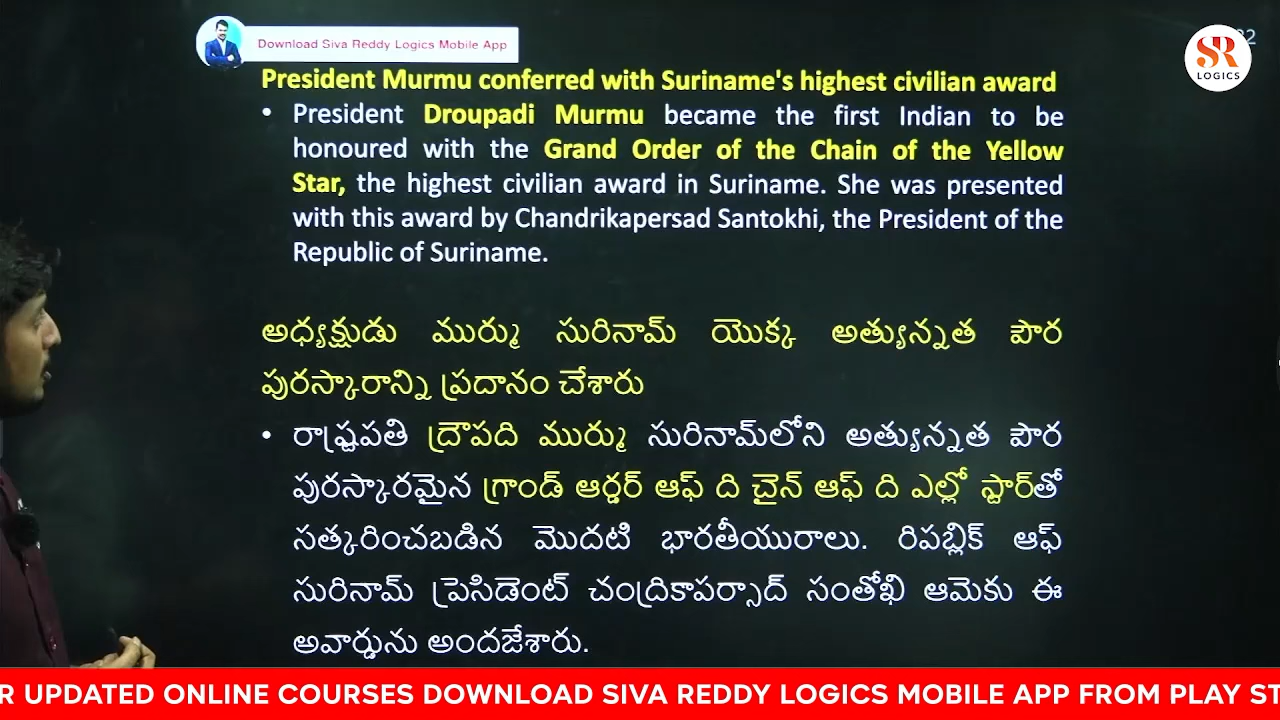 Download Siva Reddy Logics Mobile App
SR
LOGICS
President Murmu conferred with Suriname's highest civilian award
• President Droupadi Murmu became the first Indian to be
honoured with the Grand Order of the Chain of the Yellow
Star, the highest civilian award in Suriname. She was presented
with this award by Chandrikapersad Santokhi, the President of the
Republic of Suriname.
అధ్యక్షుడు ముర్ము సురినామ్ యొక్క అత్యున్నత పౌర
పురస్కారాన్ని ప్రదానం చేశారు
• రాష్ట్రపతి ద్రౌపది ముర్ము సురినామ్‌లోని అత్యున్నత పౌర
పురస్కారమైన గ్రాండ్ ఆర్డర్ ఆఫ్ ది చైన్ ఆఫ్ ది ఎల్లో స్టార్‌తో
సత్కరించబడిన మొదటి భారతీయురాలు. రిపబ్లిక్ ఆఫ్
సురినామ్ ప్రెసిడెంట్ చంద్రికాపర్సాద్ సంతోఖి ఆమెకు ఈ
అవార్డును అందజేశారు.
R UPDATED ONLINE COURSES DOWNLOAD SIVA REDDY LOGICS MOBILE APP FROM PLAY ST